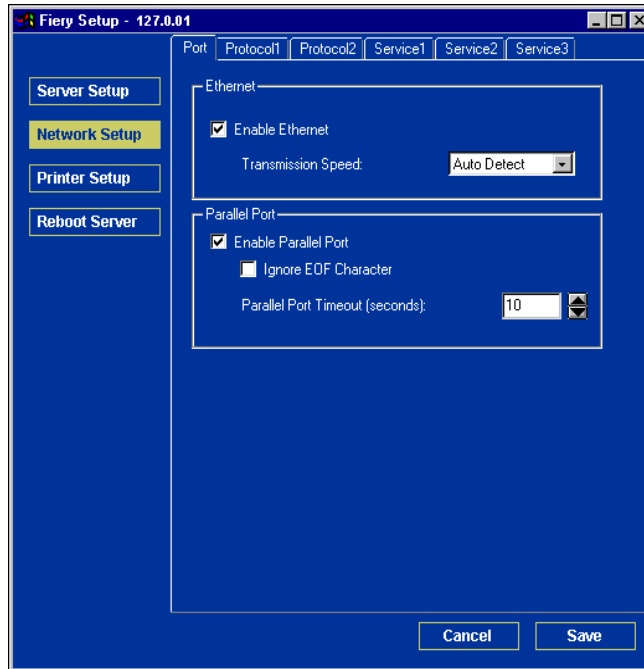 Fiery Setup - 127.0.01
Port Protocol1 Protocol2 Service1 Service2 Service3
Server Setup
Network Setup
Printer Setup
Reboot Server
Ethernet
Enable Ethernet
Transmission Speed: Auto Detect
Parallel Port
Enable Parallel Port
Ignore EOF Character
Parallel Port Timeout (seconds): 10
Cancel Save